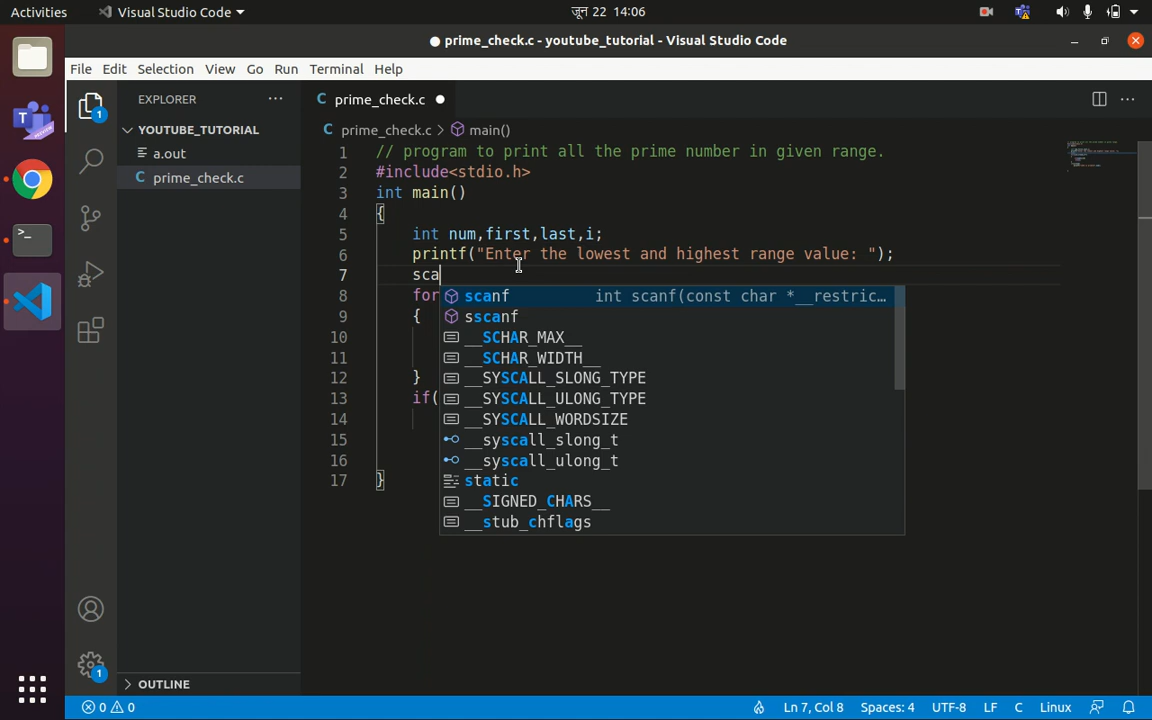 Activities Visual Studio Code जून 22 14:06
● prime_check.c - youtube_tutorial - Visual Studio Code
File Edit Selection View Go Run Terminal Help
EXPLORER
YOUTUBE_TUTORIAL
a.out
C prime_check.c
1
1
OUTLINE
C prime_check.c ●
C prime_check.c > main()
1 // program to print all the prime number in given range.
2 #include<stdio.h>
3 int main()
4 {
5 int num,first,last,i;
6 printf("Enter the lowest and highest range value: ");
7 sca
8 for
9 {
10
11
12 }
13 if(
14
15
16
17 }
scanf int scanf(const char *__restric…
sscanf
__SCHAR_MAX__
__SCHAR_WIDTH__
__SYSCALL_SLONG_TYPE
__SYSCALL_ULONG_TYPE
__SYSCALL_WORDSIZE
__syscall_slong_t
__syscall_ulong_t
static
__SIGNED_CHARS__
__stub_chflags
0 0 Ln 7, Col 8 Spaces: 4 UTF-8 LF C Linux